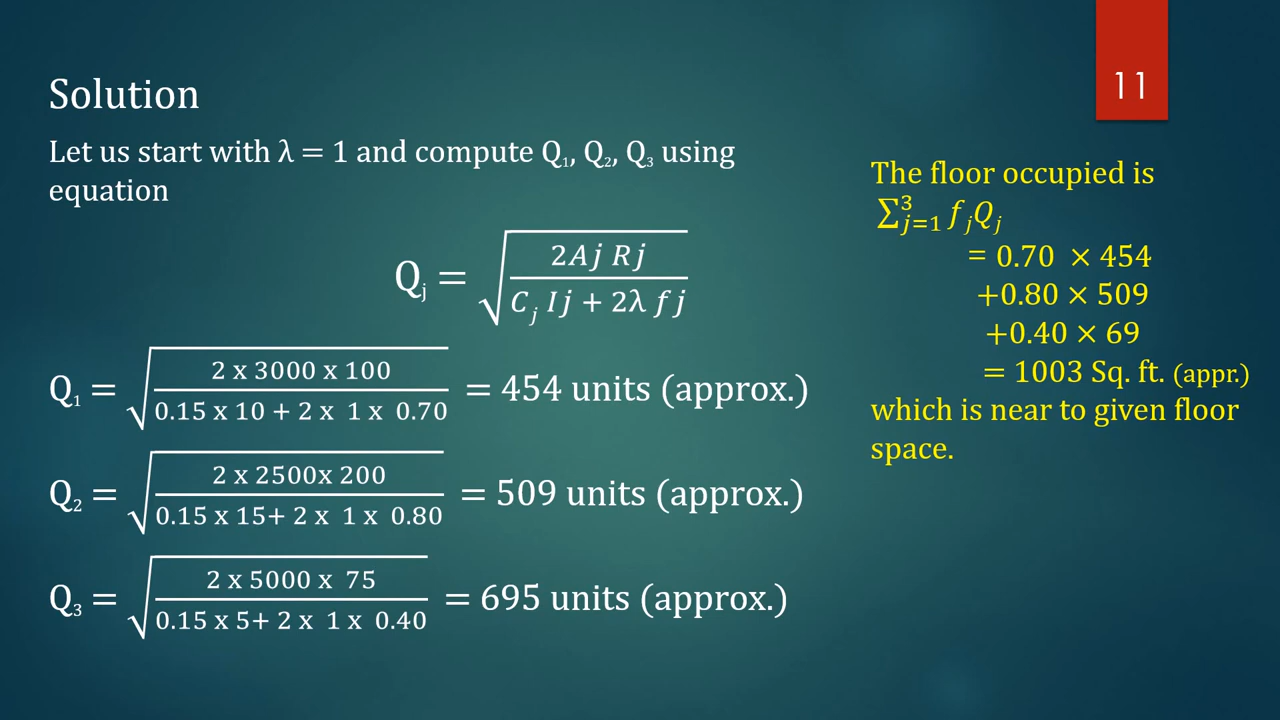 11
Solution
Let us start with λ = 1 and compute Q₁, Q₂, Q₃ using
equation
Qⱼ = √(2Aj Rj / (Cⱼ Ij + 2λ fj))
Q₁ = √(2 x 3000 x 100 / (0.15 x 10 + 2 x 1 x 0.70)) = 454 units (approx.)
Q₂ = √(2 x 2500x 200 / (0.15 x 15+ 2 x 1 x 0.80)) = 509 units (approx.)
Q₃ = √(2 x 5000 x 75 / (0.15 x 5+ 2 x 1 x 0.40)) = 695 units (approx.)
The floor occupied is
∑³ⱼ₌₁ fⱼQⱼ
= 0.70 × 454
+0.80 × 509
+0.40 × 69
= 1003 Sq. ft. (appr.)
which is near to given floor
space.